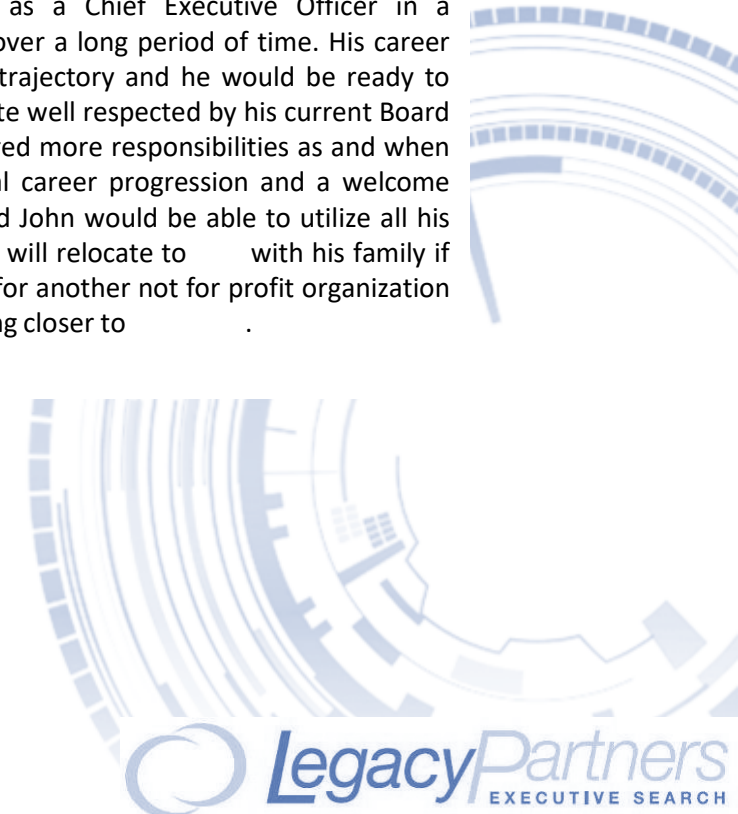 as a Chief Executive Officer in a
over a long period of time. His career
trajectory and he would be ready to
te well respected by his current Board
red more responsibilities as and when
l career progression and a welcome
d John would be able to utilize all his
will relocate to with his family if
for another not for profit organization
ng closer to .
LegacyPartners
EXECUTIVE SEARCH